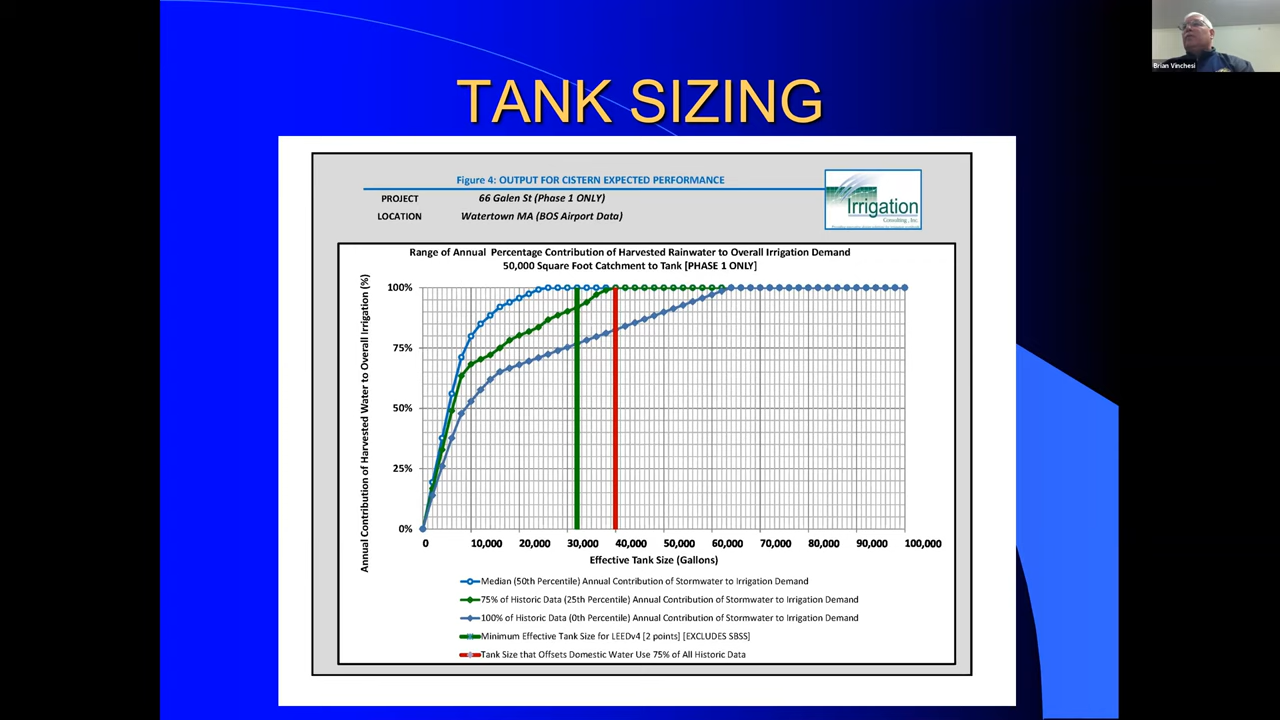 TANK SIZING
Brian Vinchesi
Figure 4: OUTPUT FOR CISTERN EXPECTED PERFORMANCE
PROJECT 66 Galen St (Phase 1 ONLY)
LOCATION Watertown MA (BOS Airport Data)
Irrigation
Consulting, Inc.
Range of Annual Percentage Contribution of Harvested Rainwater to Overall Irrigation Demand
50,000 Square Foot Catchment to Tank [PHASE 1 ONLY]
Annual Contribution of Harvested Water to Overall Irrigation (%)
100%
75%
50%
25%
0%
0 10,000 20,000 30,000 40,000 50,000 60,000 70,000 80,000 90,000 100,000
Effective Tank Size (Gallons)
Median (50th Percentile) Annual Contribution of Stormwater to Irrigation Demand
75% of Historic Data (25th Percentile) Annual Contribution of Stormwater to Irrigation Demand
100% of Historic Data (0th Percentile) Annual Contribution of Stormwater to Irrigation Demand
Minimum Effective Tank Size for LEEDv4 [2 points] [EXCLUDES SBSS]
Tank Size that Offsets Domestic Water Use 75% of All Historic Data